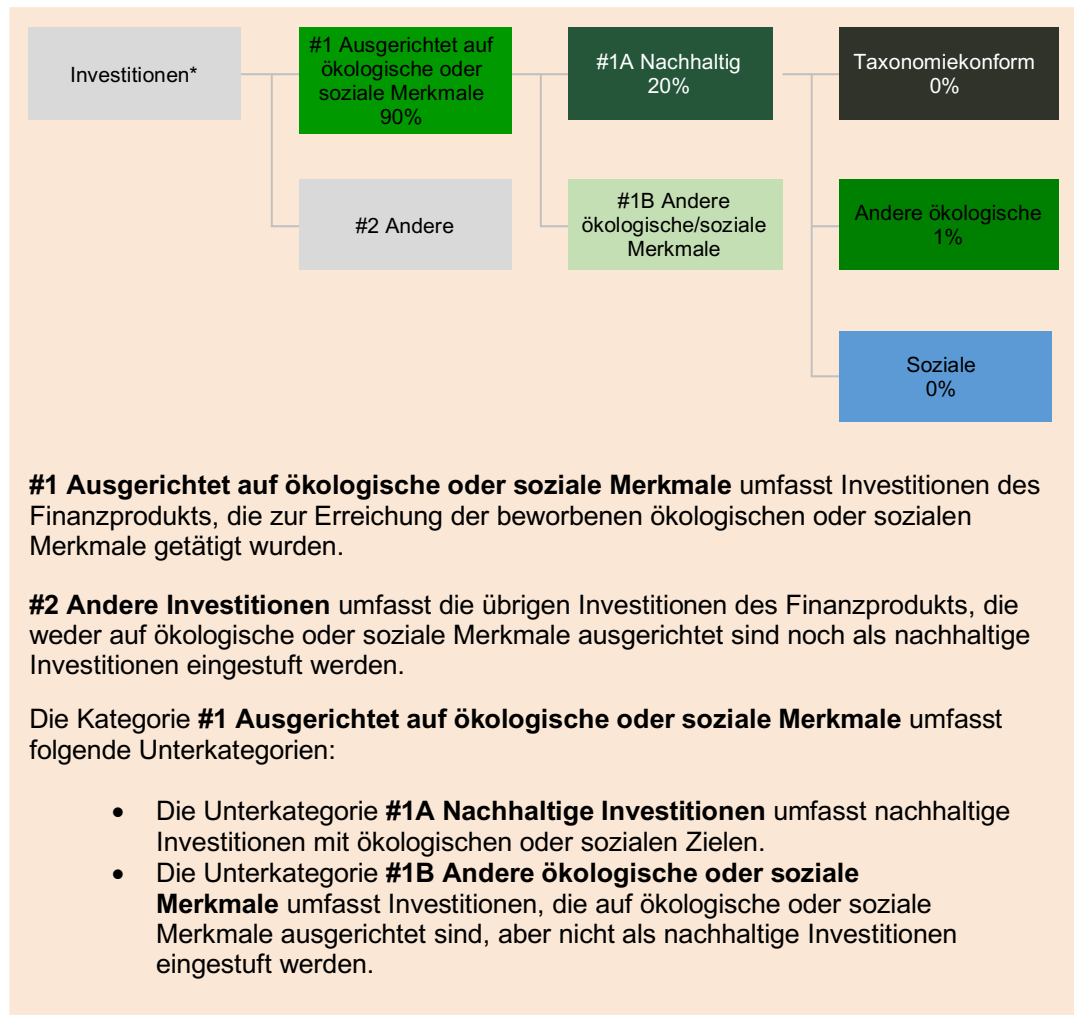 Investitionen*
#1 Ausgerichtet auf
ökologische oder
soziale Merkmale
90%
#1A Nachhaltig
20%
Taxonomiekonform
0%
#2 Andere
#1B Andere
ökologische/soziale
Merkmale
Andere ökologische
1%
Soziale
0%
#1 Ausgerichtet auf ökologische oder soziale Merkmale umfasst Investitionen des
Finanzprodukts, die zur Erreichung der beworbenen ökologischen oder sozialen
Merkmale getätigt wurden.
#2 Andere Investitionen umfasst die übrigen Investitionen des Finanzprodukts, die
weder auf ökologische oder soziale Merkmale ausgerichtet sind noch als nachhaltige
Investitionen eingestuft werden.
Die Kategorie #1 Ausgerichtet auf ökologische oder soziale Merkmale umfasst
folgende Unterkategorien:
• Die Unterkategorie #1A Nachhaltige Investitionen umfasst nachhaltige
Investitionen mit ökologischen oder sozialen Zielen.
• Die Unterkategorie #1B Andere ökologische oder soziale
Merkmale umfasst Investitionen, die auf ökologische oder soziale
Merkmale ausgerichtet sind, aber nicht als nachhaltige Investitionen
eingestuft werden.